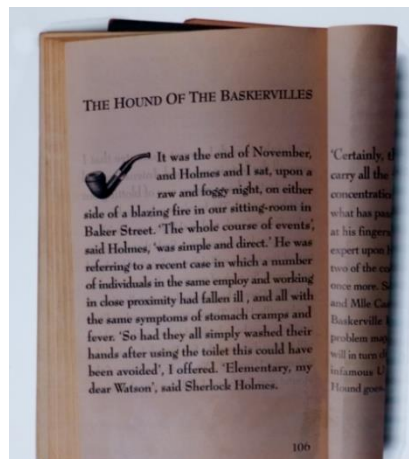 THE HOUND OF THE BASKERVILLES
It was the end of November,
and Holmes and I sat, upon a
raw and foggy night, on either
side of a blazing fire in our sitting-room in
Baker Street. 'The whole course of events',
said Holmes, 'was simple and direct.' He was
referring to a recent case in which a number
of individuals in the same employ and working
in close proximity had fallen ill , and all with
the same symptoms of stomach cramps and
fever. 'So had they all simply washed their
hands after using the toilet this could have
been avoided', I offered. 'Elementary, my
dear Watson', said Sherlock Holmes.
106
'Certainly,
carry all the
what has
at his
expert upon
two of the
once more.
and Mlle
Baskerville
problem may
will in turn
infamous
Hound goes